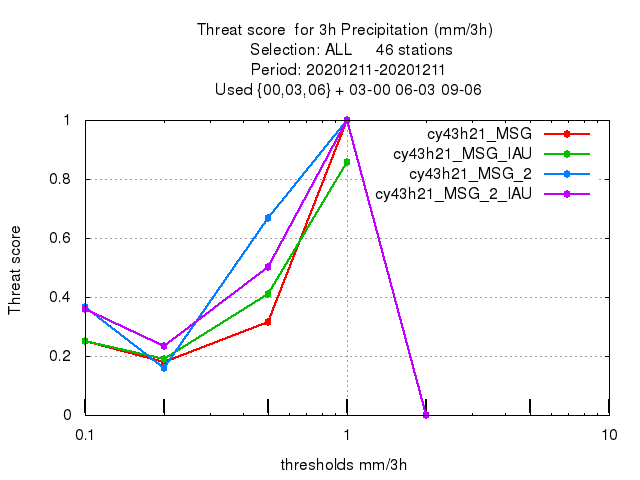 Threat score  for 3h Precipitation (mm/3h)
Selection: ALL     46 stations
Period: 20201211-20201211
Used {00,03,06} + 03-00 06-03 09-06
cy43h21_MSG
cy43h21_MSG_IAU
cy43h21_MSG_2
cy43h21_MSG_2_IAU
Threat score
1
0.8
0.6
0.4
0.2
0
0.1
1
10
thresholds mm/3h